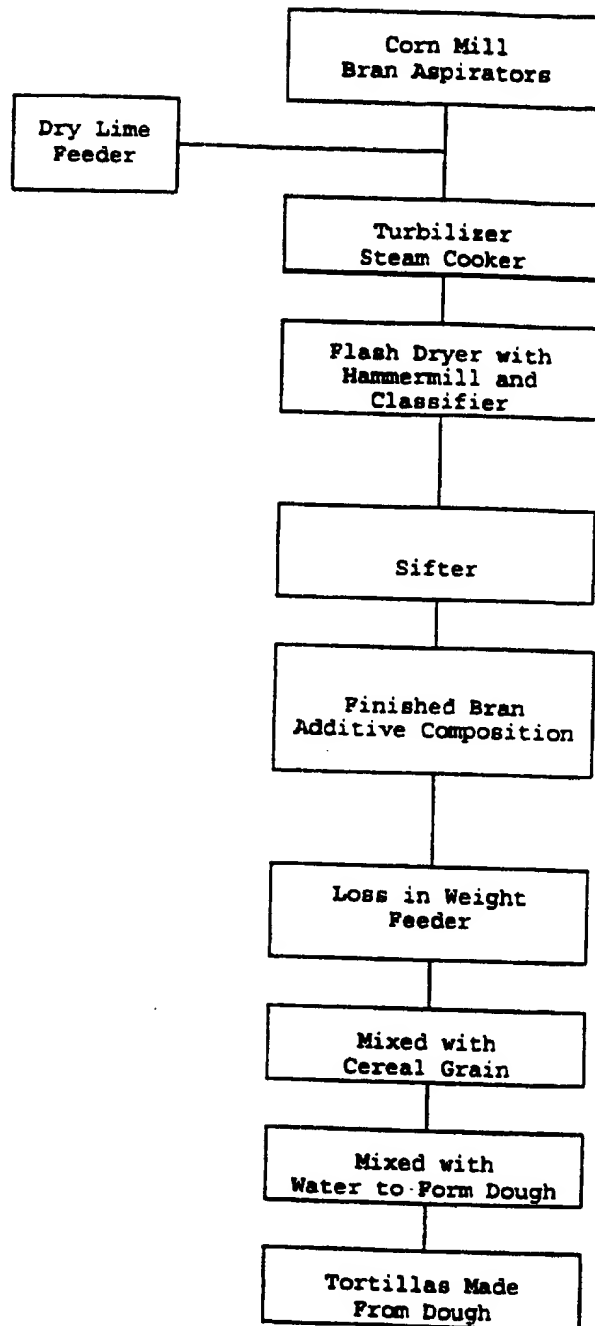 Corn Mill
Bran Aspirators
Dry Lime
Feeder
Turbilizer
Steam Cooker
Flash Dryer with
Hammermill and
Classifier
Sifter
Finished Bran
Additive Composition
Loss in Weight
Feeder
Mixed with
Cereal Grain
Mixed with
Water to Form Dough
Tortillas Made
From Dough